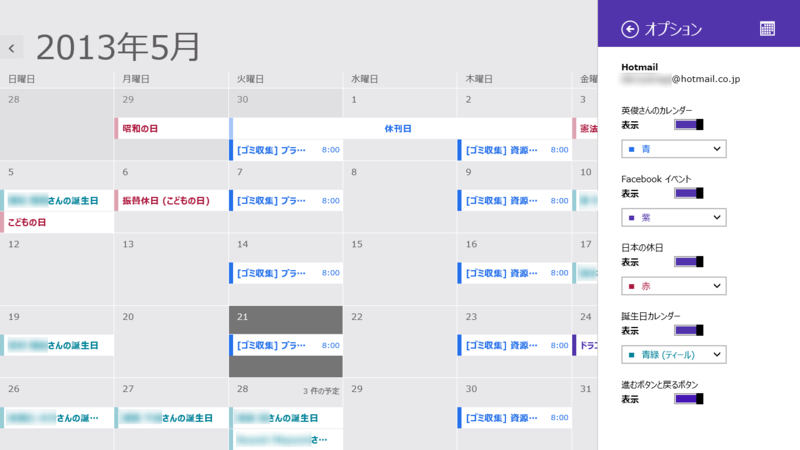 2013年5月
日曜日 月曜日 火曜日 水曜日 木曜日 金曜
28 29 30 1 2 3
昭和の日 休刊日 憲法
[ゴミ収集] プラ… 8:00 [ゴミ収集] 資源… 8:00
5 6 7 8 9 10
さんの誕生日 振替休日 (こどもの日) [ゴミ収集] プラ… 8:00 [ゴミ収集] 資源… 8:00
こどもの日
12 13 14 15 16 17
[ゴミ収集] プラ… 8:00 [ゴミ収集] 資源… 8:00
19 20 21 22 23 24
さんの誕生日 [ゴミ収集] プラ… 8:00 [ゴミ収集] 資源… 8:00 ドラゴ
26 27 28 3 件の予定 29 30 31
さんの誕… さんの誕生日 さんの誕生日 [ゴミ収集] 資源… 8:00
さ…
オプション
Hotmail
@hotmail.co.jp
英俊さんのカレンダー
表示
青
Facebook イベント
表示
紫
日本の休日
表示
赤
誕生日カレンダー
表示
青緑 (ティール)
進むボタンと戻るボタン
表示